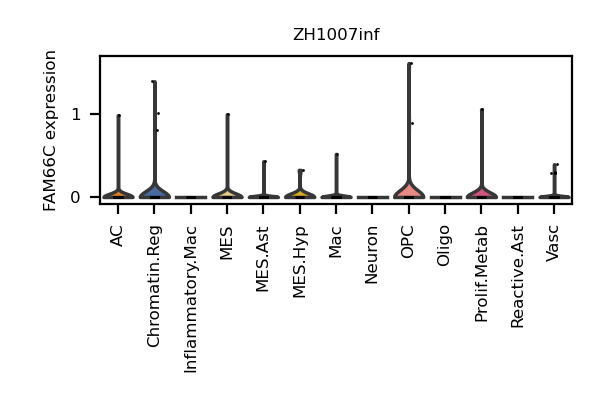 ZH1007inf
FAM66C expression
1
0
AC
Chromatin.Reg
Inflammatory.Mac
MES
MES.Ast
MES.Hyp
Mac
Neuron
OPC
Oligo
Prolif.Metab
Reactive.Ast
Vasc